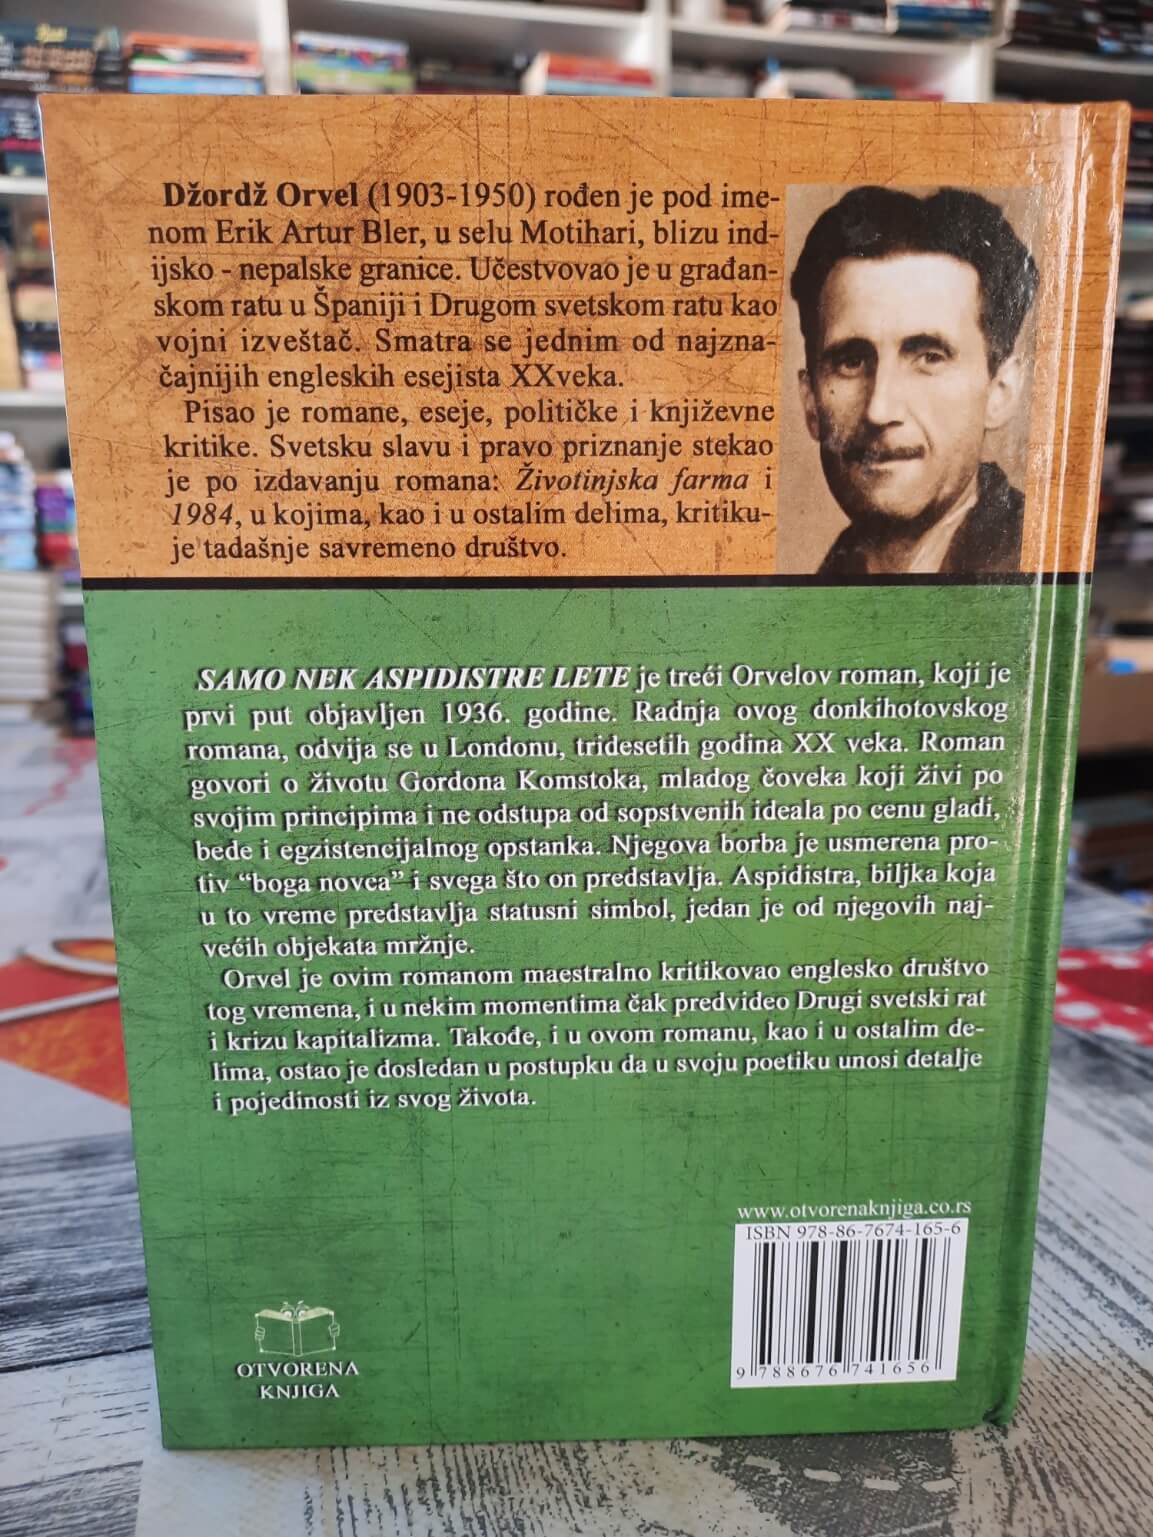 Džordž Orvel (1903-1950) rođen je pod ime-
nom Erik Artur Bler, u selu Motihari, blizu ind-
ijsko - nepalske granice. Učestvovao je u građan-
skom ratu u Španiji i Drugom svetskom ratu kao
vojni izveštač. Smatra se jednim od najzna-
čajnijih engleskih esejista XXveka.
Pisao je romane, eseje, političke i književne
kritike. Svetsku slavu i pravo priznanje stekao
je po izdavanju romana: Životinjska farma i
1984, u kojima, kao i u ostalim delima, kritiku-
je tadašnje savremeno društvo.
SAMO NEK ASPIDISTRE LETE je treći Orvelov roman, koji je
prvi put objavljen 1936. godine. Radnja ovog donkihotovskog
romana, odvija se u Londonu, tridesetih godina XX veka. Roman
govori o životu Gordona Komstoka, mladog čoveka koji živi po
svojim principima i ne odstupa od sopstvenih ideala po cenu gladi,
bede i egzistencijalnog opstanka. Njegova borba je usmerena pro-
tiv “boga novca” i svega što on predstavlja. Aspidistra, biljka koja
u to vreme predstavlja statusni simbol, jedan je od njegovih naj-
većih objekata mržnje.
Orvel je ovim romanom maestralno kritikovao englesko društvo
tog vremena, i u nekim momentima čak predvideo Drugi svetski rat
i krizu kapitalizma. Takođe, i u ovom romanu, kao i u ostalim de-
lima, ostao je dosledan u postupku da u svoju poetiku unosi detalje
i pojedinosti iz svog života.
www.otvorenaknjiga.co.rs
ISBN 978-86-7674-165-6
9 788676 741656
OTVORENA
KNJIGA